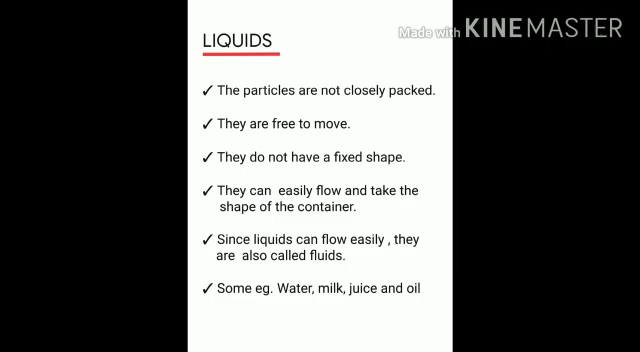 Made with KINEMASTER
LIQUIDS
✓ The particles are not closely packed.
✓ They are free to move.
✓ They do not have a fixed shape.
✓ They can easily flow and take the
shape of the container.
✓ Since liquids can flow easily , they
are also called fluids.
✓ Some eg. Water, milk, juice and oil